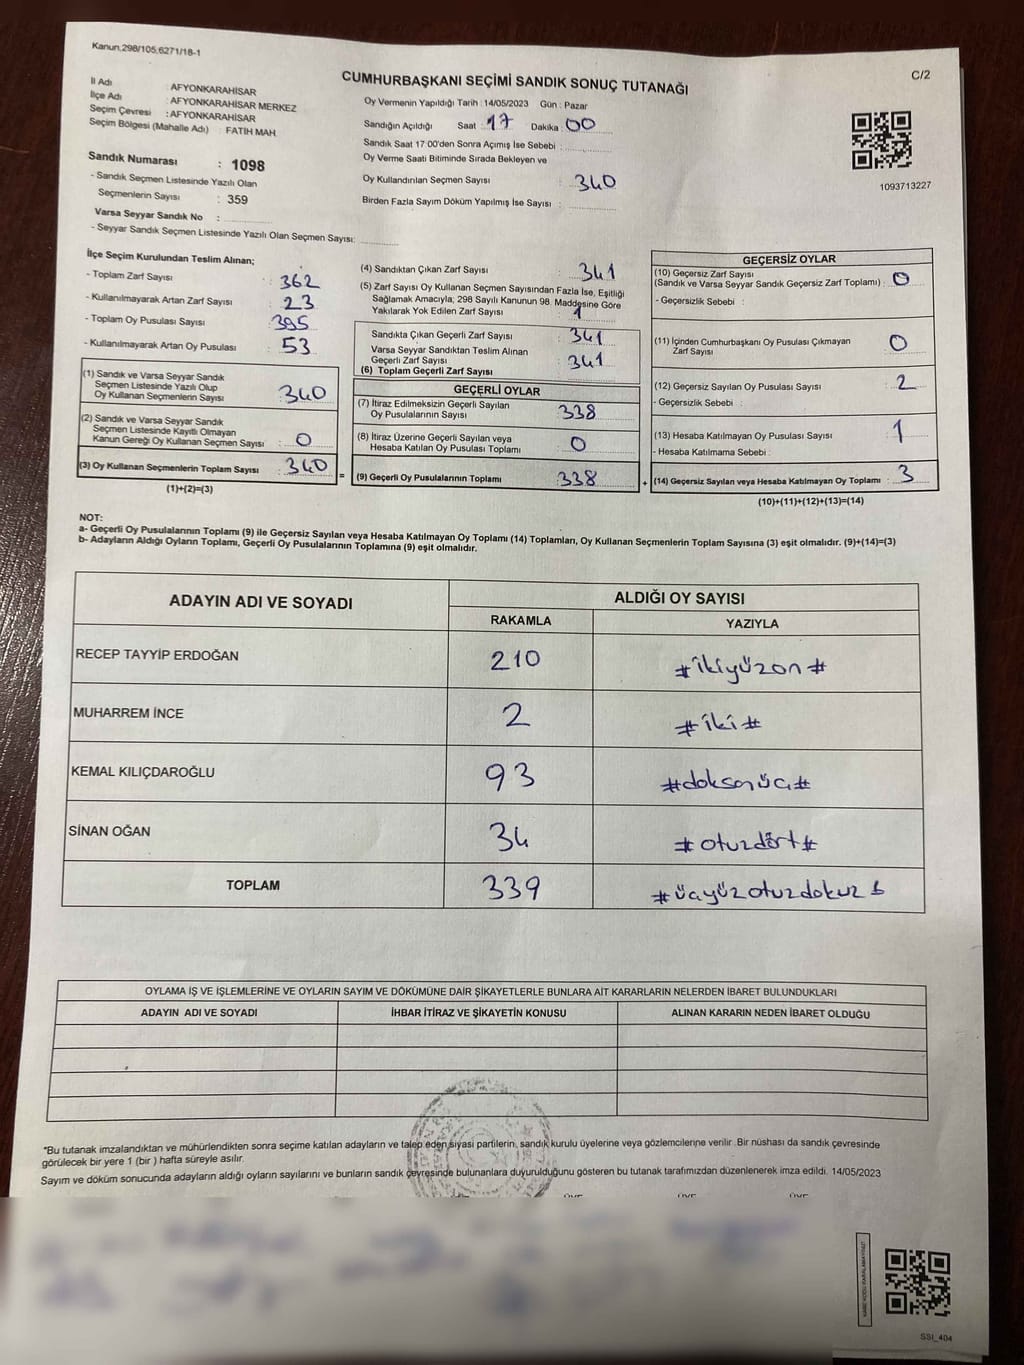 Kanun,298/105;6271/18-1
C/2
CUMHURBAŞKANI SEÇİMİ SANDIK SONUÇ TUTANAĞI
İl Adı : AFYONKARAHİSAR
İlçe Adı : AFYONKARAHİSAR MERKEZ
Seçim Çevresi : AFYONKARAHİSAR
Seçim Bölgesi (Mahalle Adı) : FATİH MAH.
Sandık Numarası : 1098
- Sandık Seçmen Listesinde Yazılı Olan
Seçmenlerin Sayısı : 359
Varsa Seyyar Sandık No :
- Seyyar Sandık Seçmen Listesinde Yazılı Olan Seçmen Sayısı:
Oy Vermenin Yapıldığı Tarih : 14/05/2023 Gün : Pazar
Sandığın Açıldığı Saat : 17 Dakika : 00
Sandık Saat 17:00'den Sonra Açımış İse Sebebi :
Oy Verme Saati Bitiminde Sırada Bekleyen ve
Oy Kullandırılan Seçmen Sayısı : 340
Birden Fazla Sayım Döküm Yapılmış İse Sayısı :
1093713227
İlçe Seçim Kurulundan Teslim Alınan;
- Toplam Zarf Sayısı : 362
- Kullanılmayarak Artan Zarf Sayısı : 23
- Toplam Oy Pusulası Sayısı : 395
- Kullanılmayarak Artan Oy Pusulası : 53
(1) Sandık ve Varsa Seyyar Sandık
Seçmen Listesinde Yazılı Olup
Oy Kullanan Seçmenlerin Sayısı : 340
(2) Sandık ve Varsa Seyyar Sandık
Seçmen Listesinde Kayıtlı Olmayan
Kanun Gereği Oy Kullanan Seçmen Sayısı : 0
(3) Oy Kullanan Seçmenlerin Toplam Sayısı : 340
(1)+(2)=(3)
=
(4) Sandıktan Çıkan Zarf Sayısı : 341
(5) Zarf Sayısı Oy Kullanan Seçmen Sayısından Fazla İse, Eşitliği
Sağlamak Amacıyla; 298 Sayılı Kanunun 98. Maddesine Göre
Yakılarak Yok Edilen Zarf Sayısı : 1
Sandıkta Çıkan Geçerli Zarf Sayısı : 341
Varsa Seyyar Sandıktan Teslim Alınan
Geçerli Zarf Sayısı : 341
(6) Toplam Geçerli Zarf Sayısı
GEÇERLİ OYLAR
(7) İtiraz Edilmeksizin Geçerli Sayılan
Oy Pusulalarının Sayısı : 338
(8) İtiraz Üzerine Geçerli Sayılan veya
Hesaba Katılan Oy Pusulası Toplamı : 0
(9) Geçerli Oy Pusulalarının Toplamı : 338
+
GEÇERSİZ OYLAR
(10) Geçersiz Zarf Sayısı
(Sandık ve Varsa Seyyar Sandık Geçersiz Zarf Toplamı) : 0
- Geçersizlik Sebebi :
(11) İçinden Cumhurbaşkanı Oy Pusulası Çıkmayan
Zarf Sayısı : 0
(12) Geçersiz Sayılan Oy Pusulası Sayısı : 2
- Geçersizlik Sebebi :
(13) Hesaba Katılmayan Oy Pusulası Sayısı : 1
- Hesaba Katılmama Sebebi :
(14) Geçersiz Sayılan veya Hesaba Katılmayan Oy Toplamı : 3
(10)+(11)+(12)+(13)=(14)
NOT:
a- Geçerli Oy Pusulalarının Toplamı (9) ile Geçersiz Sayılan veya Hesaba Katılmayan Oy Toplamı (14) Toplamları, Oy Kullanan Seçmenlerin Toplam Sayısına (3) eşit olmalıdır. (9)+(14)=(3)
b- Adayların Aldığı Oyların Toplamı, Geçerli Oy Pusulalarının Toplamına (9) eşit olmalıdır.
ADAYIN ADI VE SOYADI ALDIĞI OY SAYISI
RAKAMLA YAZIYLA
RECEP TAYYİP ERDOĞAN 210 #ikiyüzon#
MUHARREM İNCE 2 #iki#
KEMAL KILIÇDAROĞLU 93 #doksanüç#
SİNAN OĞAN 34 #otuzdört#
TOPLAM 339 #üçyüzotuzdokuz
OYLAMA İŞ VE İŞLEMLERİNE VE OYLARIN SAYIM VE DÖKÜMÜNE DAİR ŞİKAYETLERLE BUNLARA AİT KARARLARIN NELERDEN İBARET BULUNDUKLARI
ADAYIN ADI VE SOYADI İHBAR İTİRAZ VE ŞİKAYETİN KONUSU ALINAN KARARIN NEDEN İBARET OLDUĞU
*Bu tutanak imzalandıktan ve mühürlendikten sonra seçime katılan adayların ve talep eden siyasi partilerin, sandık kurulu üyelerine veya gözlemcilerine verilir. Bir nüshası da sandık çevresinde
görülecek bir yere 1 (bir) hafta süreyle asılır.
Sayım ve döküm sonucunda adayların aldığı oyların sayılarını ve bunların sandık çevresinde bulunanlara duyurulduğunu gösteren bu tutanak tarafımızdan düzenlenerek imza edildi. 14/05/2023
SSI_404